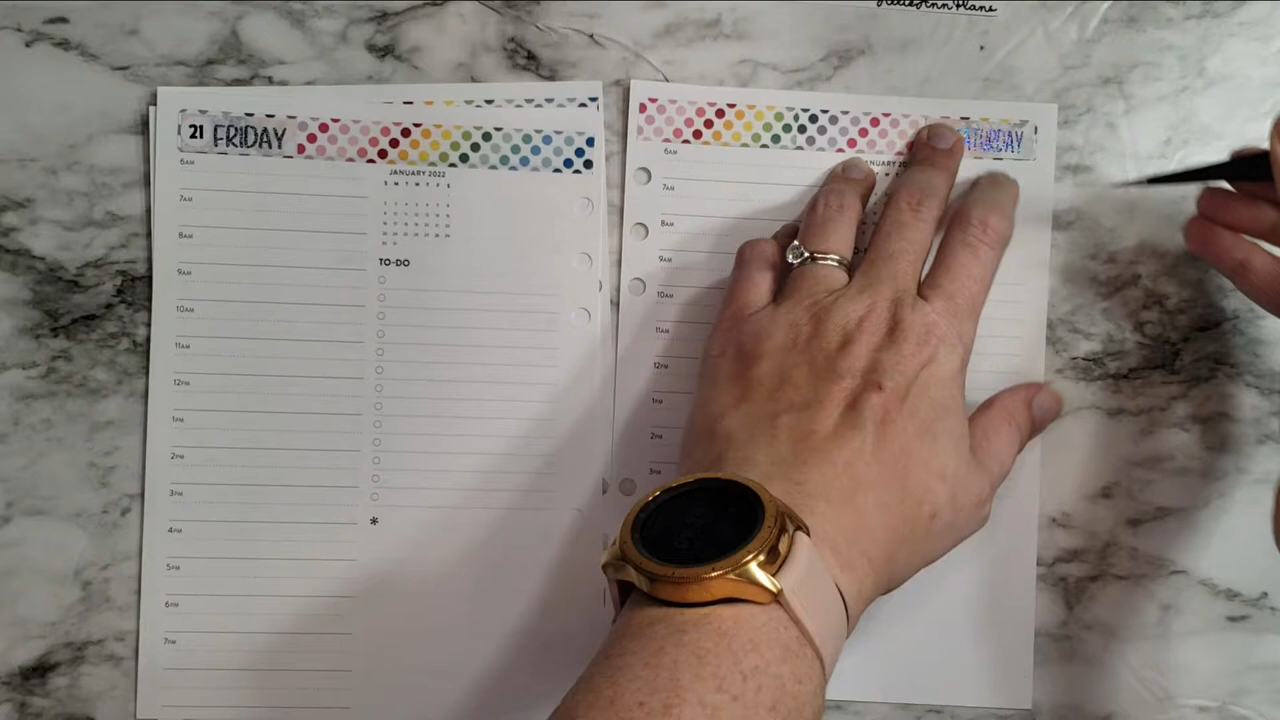 21 FRIDAY
6AM
7AM
8AM
9AM
10AM
11AM
12PM
1PM
2PM
3PM
4PM
5PM
6PM
7PM
JANUARY 2022
S M T W T F S
TO-DO
*
ATURDAY
6AM
7AM
8AM
9AM
10AM
11AM
12PM
1PM
2PM
3PM